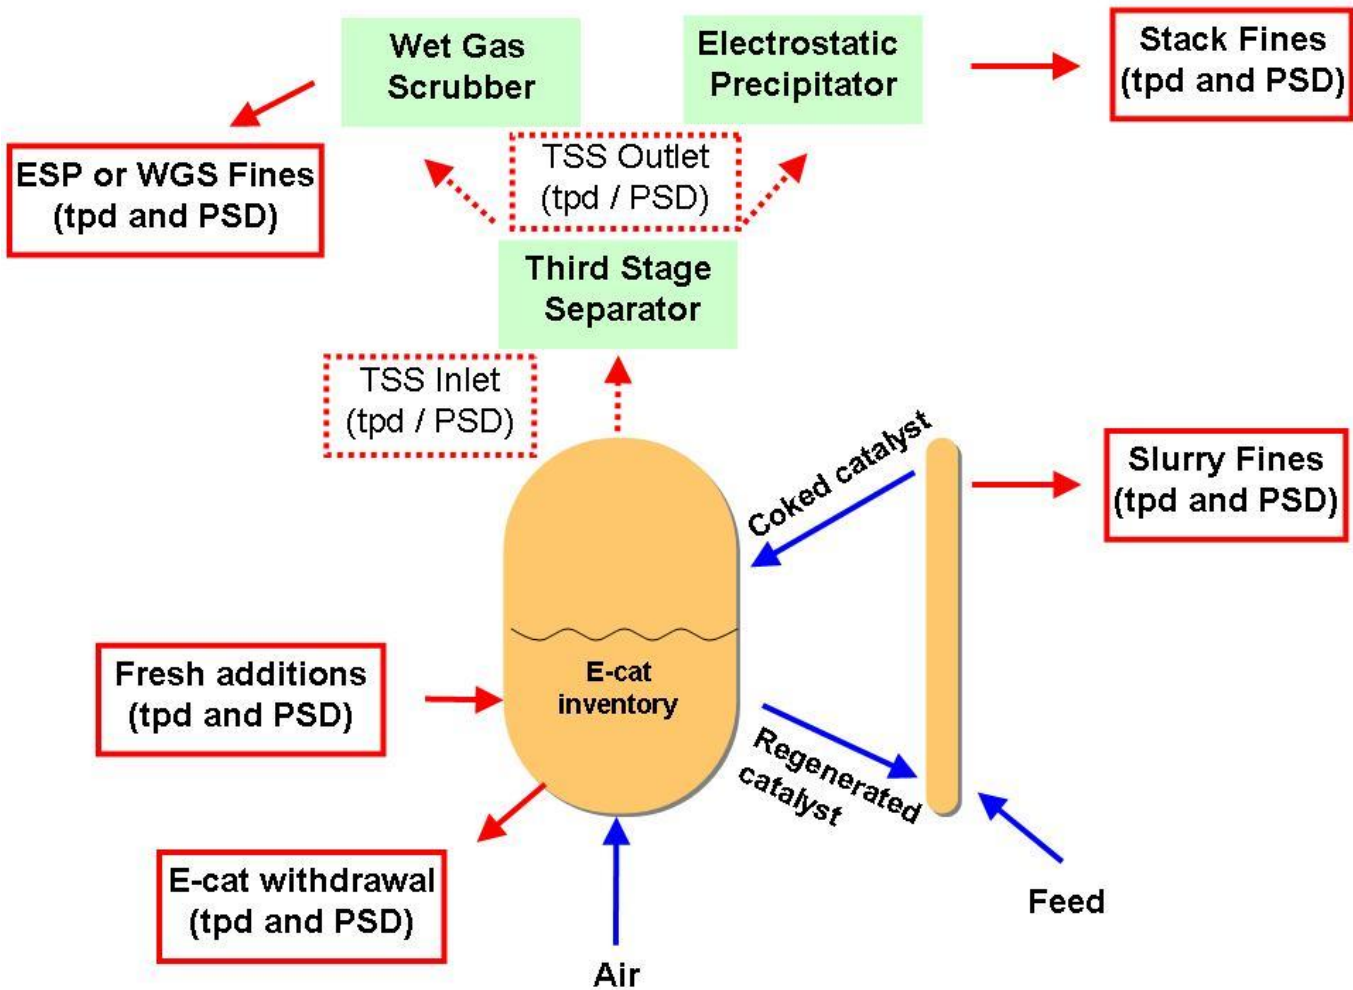 Wet Gas
Scrubber
Electrostatic
Precipitator
Stack Fines
(tpd and PSD)
ESP or WGS Fines
(tpd and PSD)
TSS Outlet
(tpd / PSD)
Third Stage
Separator
TSS Inlet
(tpd / PSD)
Coked catalyst
Slurry Fines
(tpd and PSD)
Fresh additions
(tpd and PSD)
E-cat
inventory
Regenerated
catalyst
E-cat withdrawal
(tpd and PSD)
Feed
Air